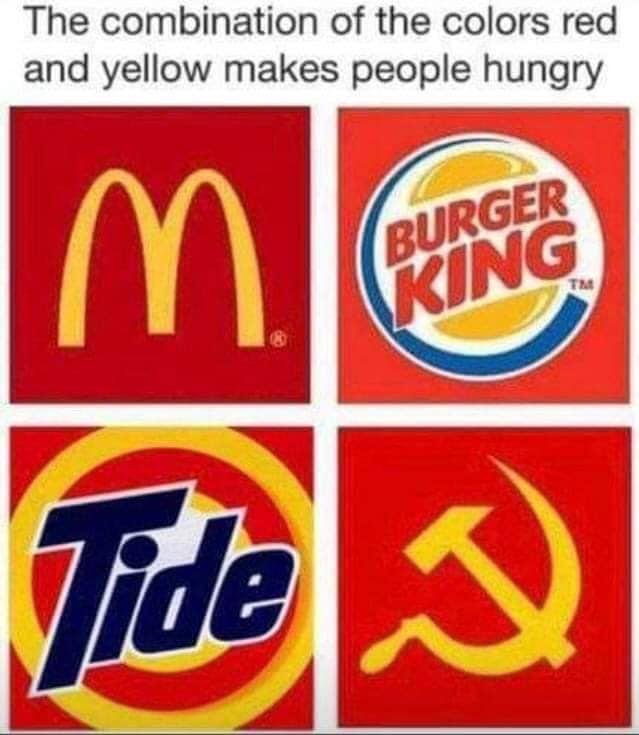 The combination of the colors red
and yellow makes people hungry
M
®
BURGER
KING
TM
Tide